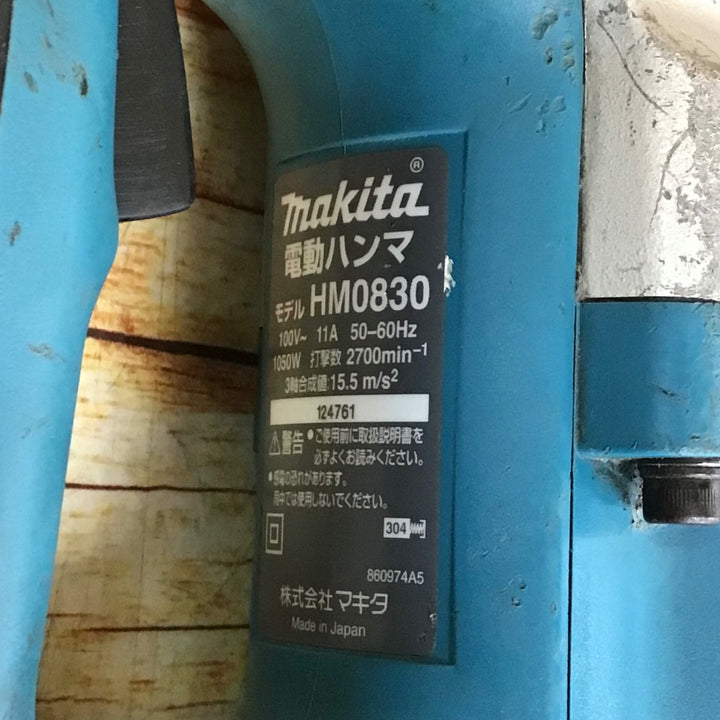 makita®
電動ハンマ
モデル HM0830
100V~ 11A 50-60Hz
1050W 打撃数 2700min-1
3軸合成値:15.5 m/s2
124761
警告 ●ご使用前に取扱説明書を
必ずよくお読みください。
●感電の恐れがあります。
雨中では使用しないでください。
304
860974A5
株式会社 マキタ
Made in Japan